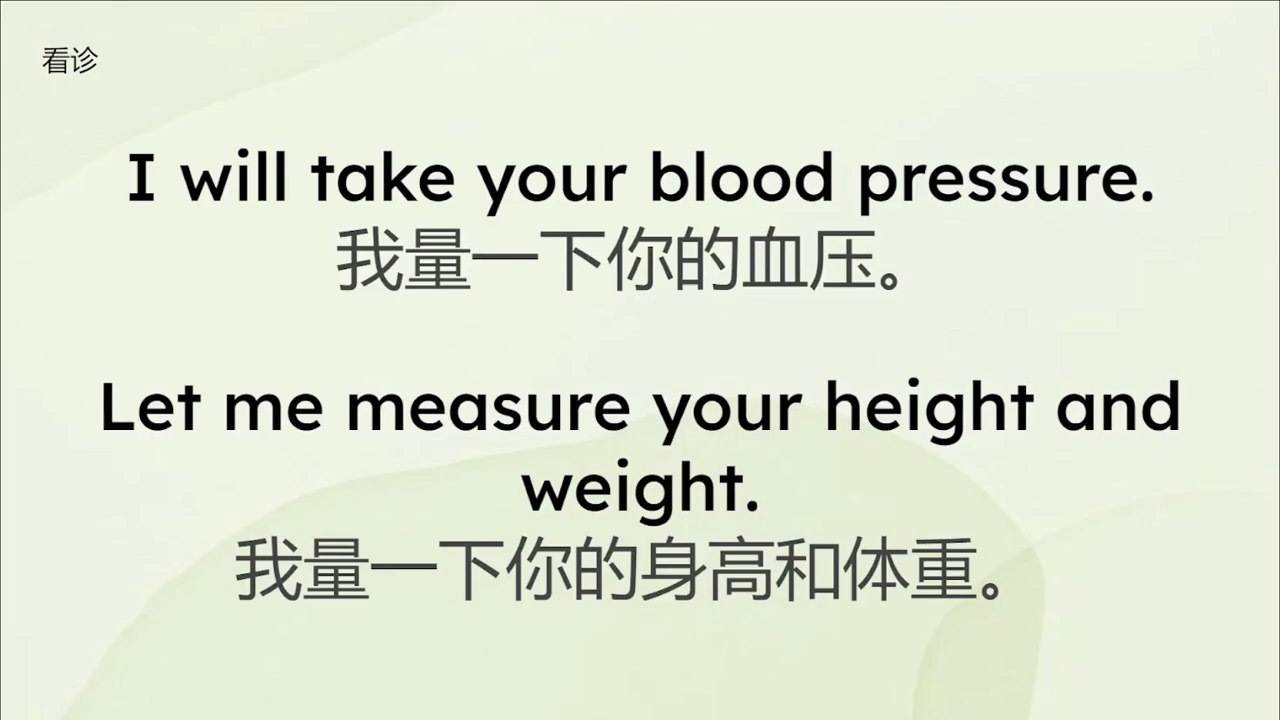 看诊
I will take your blood pressure.
我量一下你的血压。
Let me measure your height and
weight.
我量一下你的身高和体重。